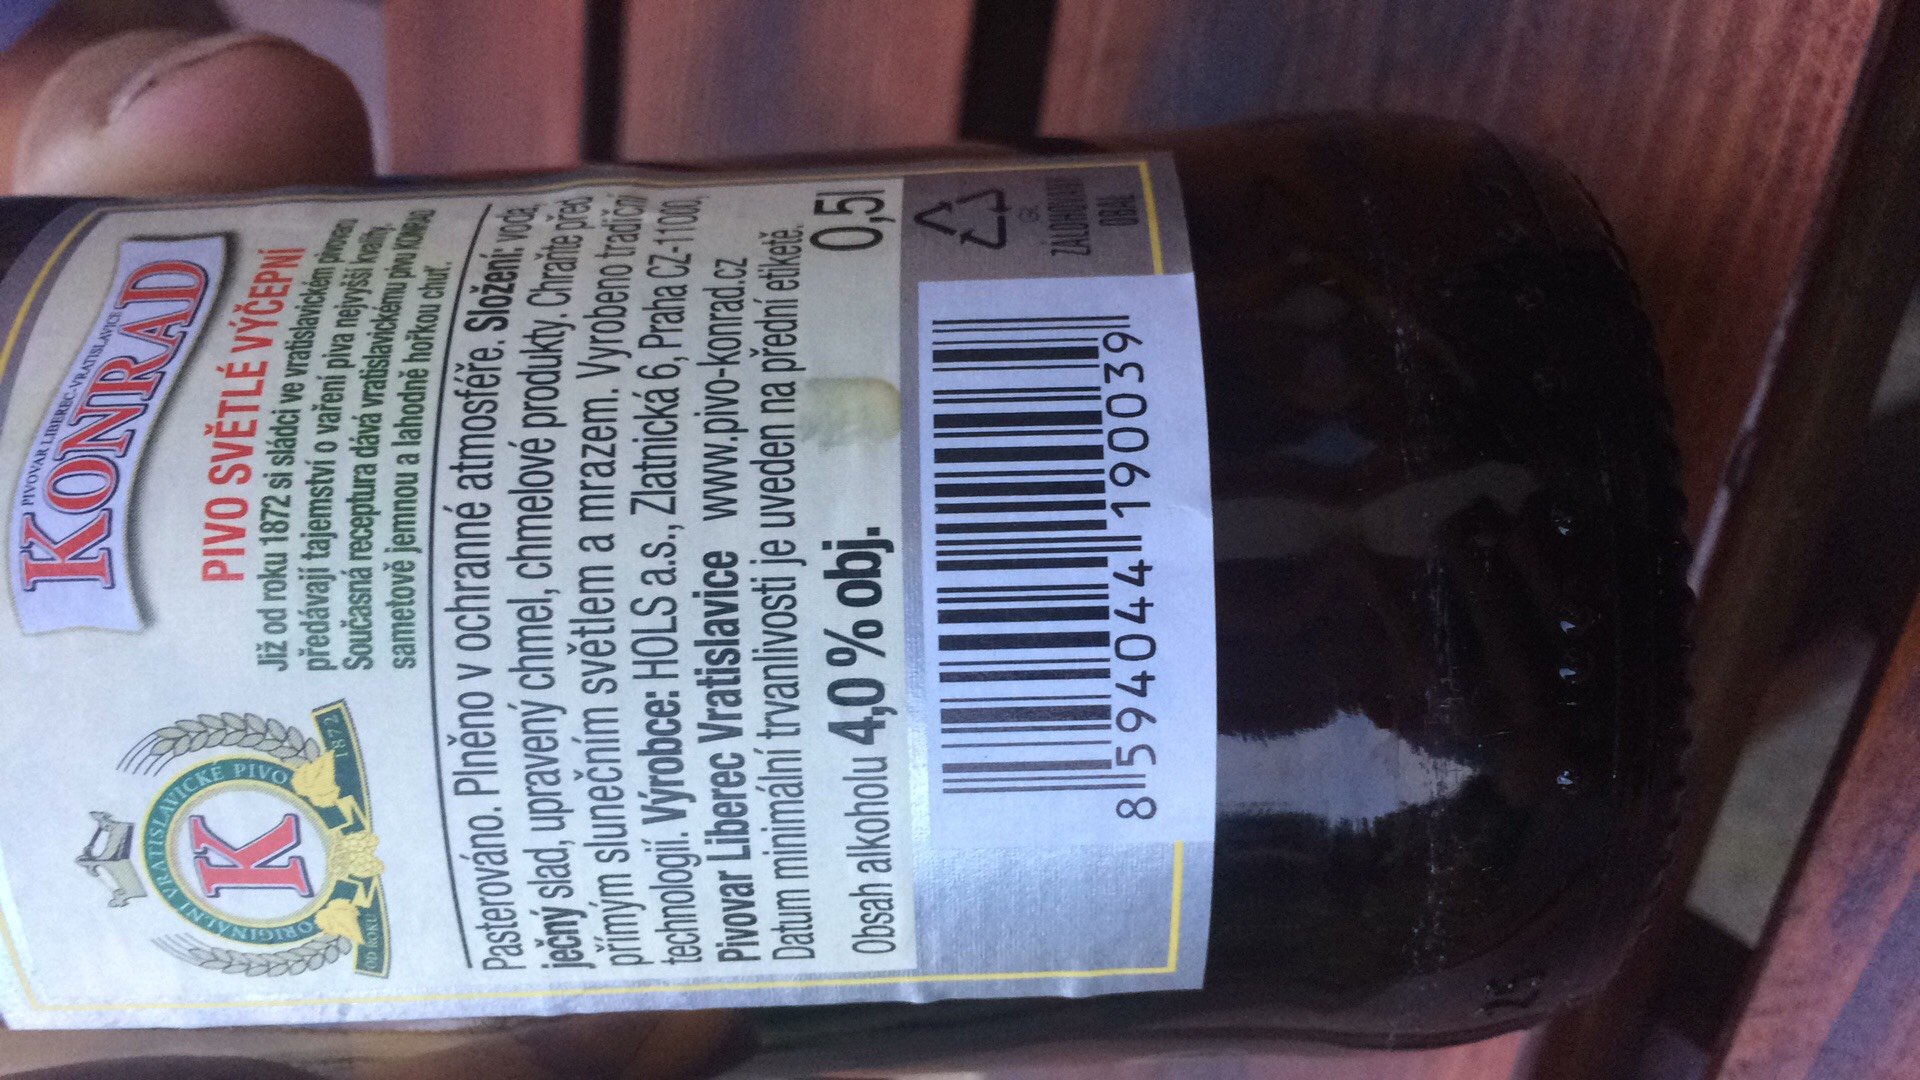 PIVOVAR LIBEREC-VRATISLAVICE
KONRAD
ORIGINÁLNÍ VRATISLAVICKÉ PIVO
K
OD ROKU 1872
PIVO SVĚTLÉ VÝČEPNÍ
Již od roku 1872 si sládci ve vratislavickém pivovaru
předávají tajemství o vaření piva nejvyšší kvality.
Současná receptura dává vratislavickému pivu KONRAD
sametově jemnou a lahodně hořkou chuť.
Pasterováno. Plněno v ochranné atmosféře. Složení: voda,
ječný slad, upravený chmel, chmelové produkty. Chraňte před
přímým slunečním světlem a mrazem. Vyrobeno tradiční
technologií. Výrobce: HOLS a.s., Zlatnická 6, Praha CZ-11000,
Pivovar Liberec Vratislavice www.pivo-konrad.cz
Datum minimální trvanlivosti je uveden na přední etiketě.
Obsah alkoholu 4,0 % obj. 0,5l
ZÁLOHOVANÝ
OBAL
8 594044 190039